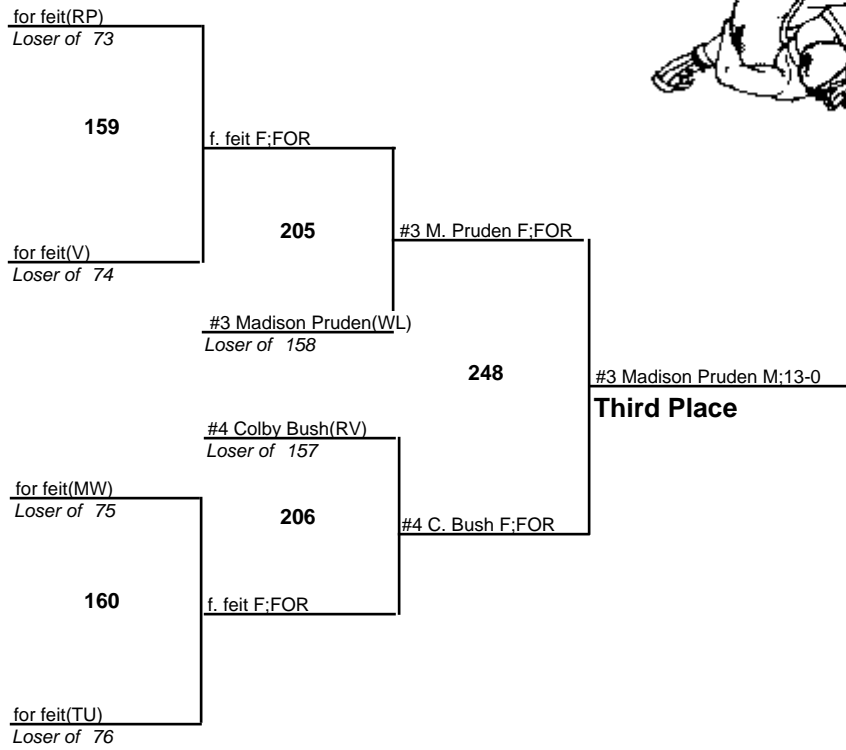 for feit(RP)
Loser of 73
159
f. feit F;FOR
205
#3 M. Pruden F;FOR
for feit(V)
Loser of 74
#3 Madison Pruden(WL)
Loser of 158
248
#3 Madison Pruden M;13-0
Third Place
#4 Colby Bush(RV)
Loser of 157
for feit(MW)
Loser of 75
206
#4 C. Bush F;FOR
160
f. feit F;FOR
for feit(TU)
Loser of 76